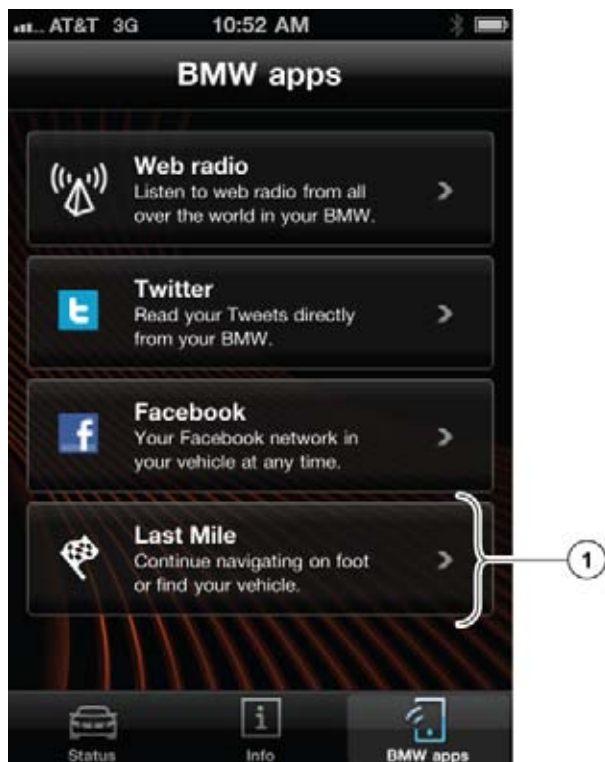 AT&T 3G 10:52 AM
BMW apps
Web radio
Listen to web radio from all
over the world in your BMW.
Twitter
Read your Tweets directly
from your BMW.
Facebook
Your Facebook network in
your vehicle at any time.
Last Mile
Continue navigating on foot
or find your vehicle.
1
Status Info BMW apps